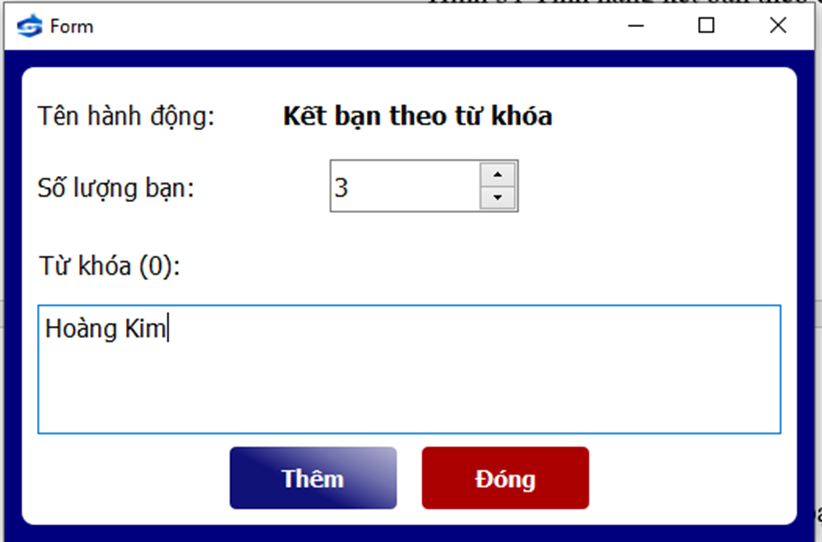 Form
Tên hành động: Kết bạn theo từ khóa
Số lượng bạn: 3
Từ khóa (0):
Hoàng Kim
Thêm Đóng